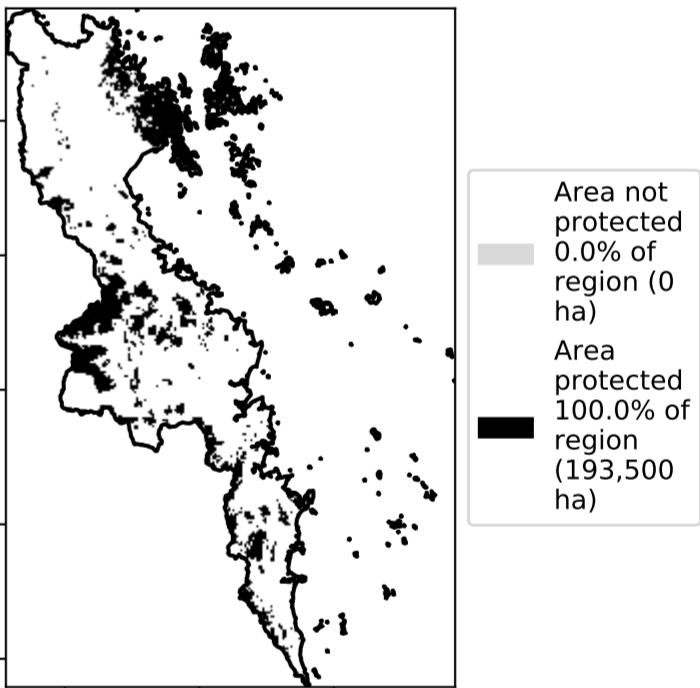 Area not
protected
0.0% of
region (0
ha)
Area
protected
100.0% of
region
(193,500
ha)